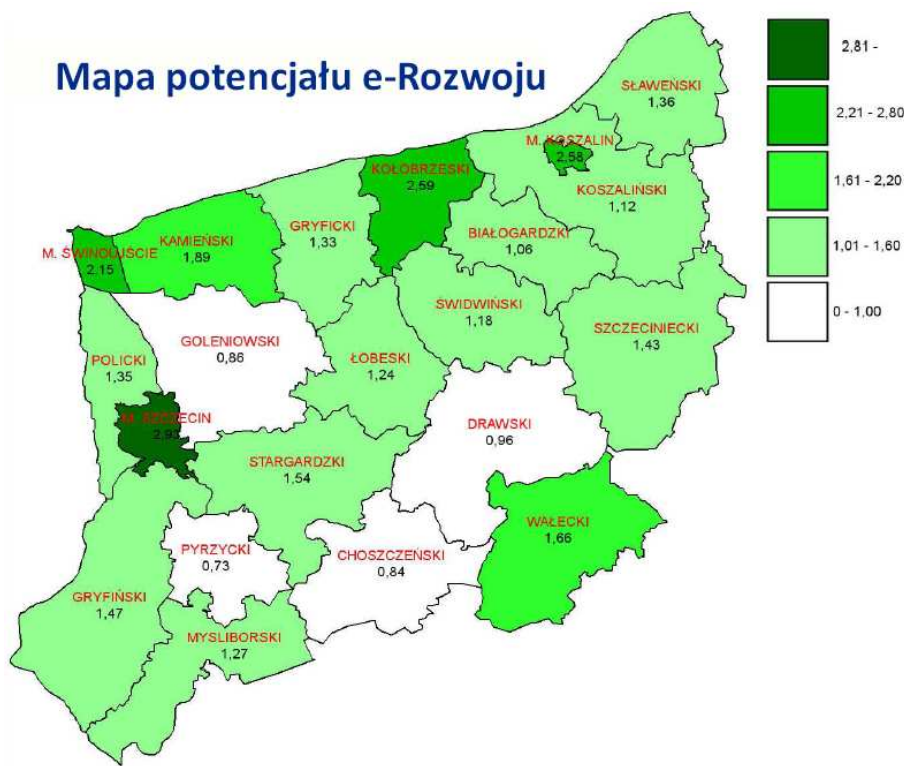 Mapa potencjału e-Rozwoju
2,81 -
2,21 - 2,80
1,61 - 2,20
1,01 - 1,60
0 - 1,00
SŁAWEŃSKI
1,36
M. KOSZALIN
2,58
KOŁOBRZESKI
2,59
KOSZALIŃSKI
1,12
GRYFICKI
1,33
BIAŁOGARDZKI
1,06
KAMIEŃSKI
1,89
M. ŚWINOUJŚCIE
2,15
ŚWIDWIŃSKI
1,18
SZCZECINIECKI
1,43
GOLENIOWSKI
0,86
ŁOBESKI
1,24
POLICKI
1,35
M. SZCZECIN
2,93
DRAWSKI
0,96
STARGARDZKI
1,54
WAŁECKI
1,66
PYRZYCKI
0,73
CHOSZCZEŃSKI
0,84
GRYFIŃSKI
1,47
MYSLIBORSKI
1,27